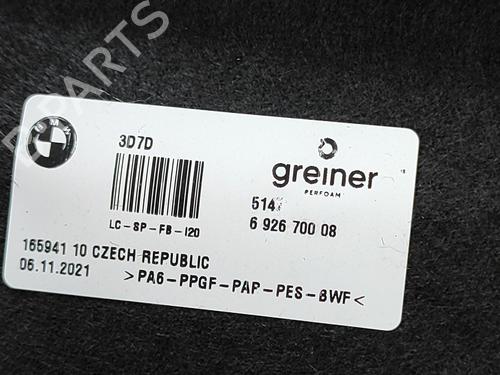 BMW
3D7D
greiner
PERFOAM
LC-SP-FB-I20
514
6 926 700 08
165941 10 CZECH REPUBLIC
06.11.2021
>PA6-PPGF-PAP-PES-BWF<
PARTS